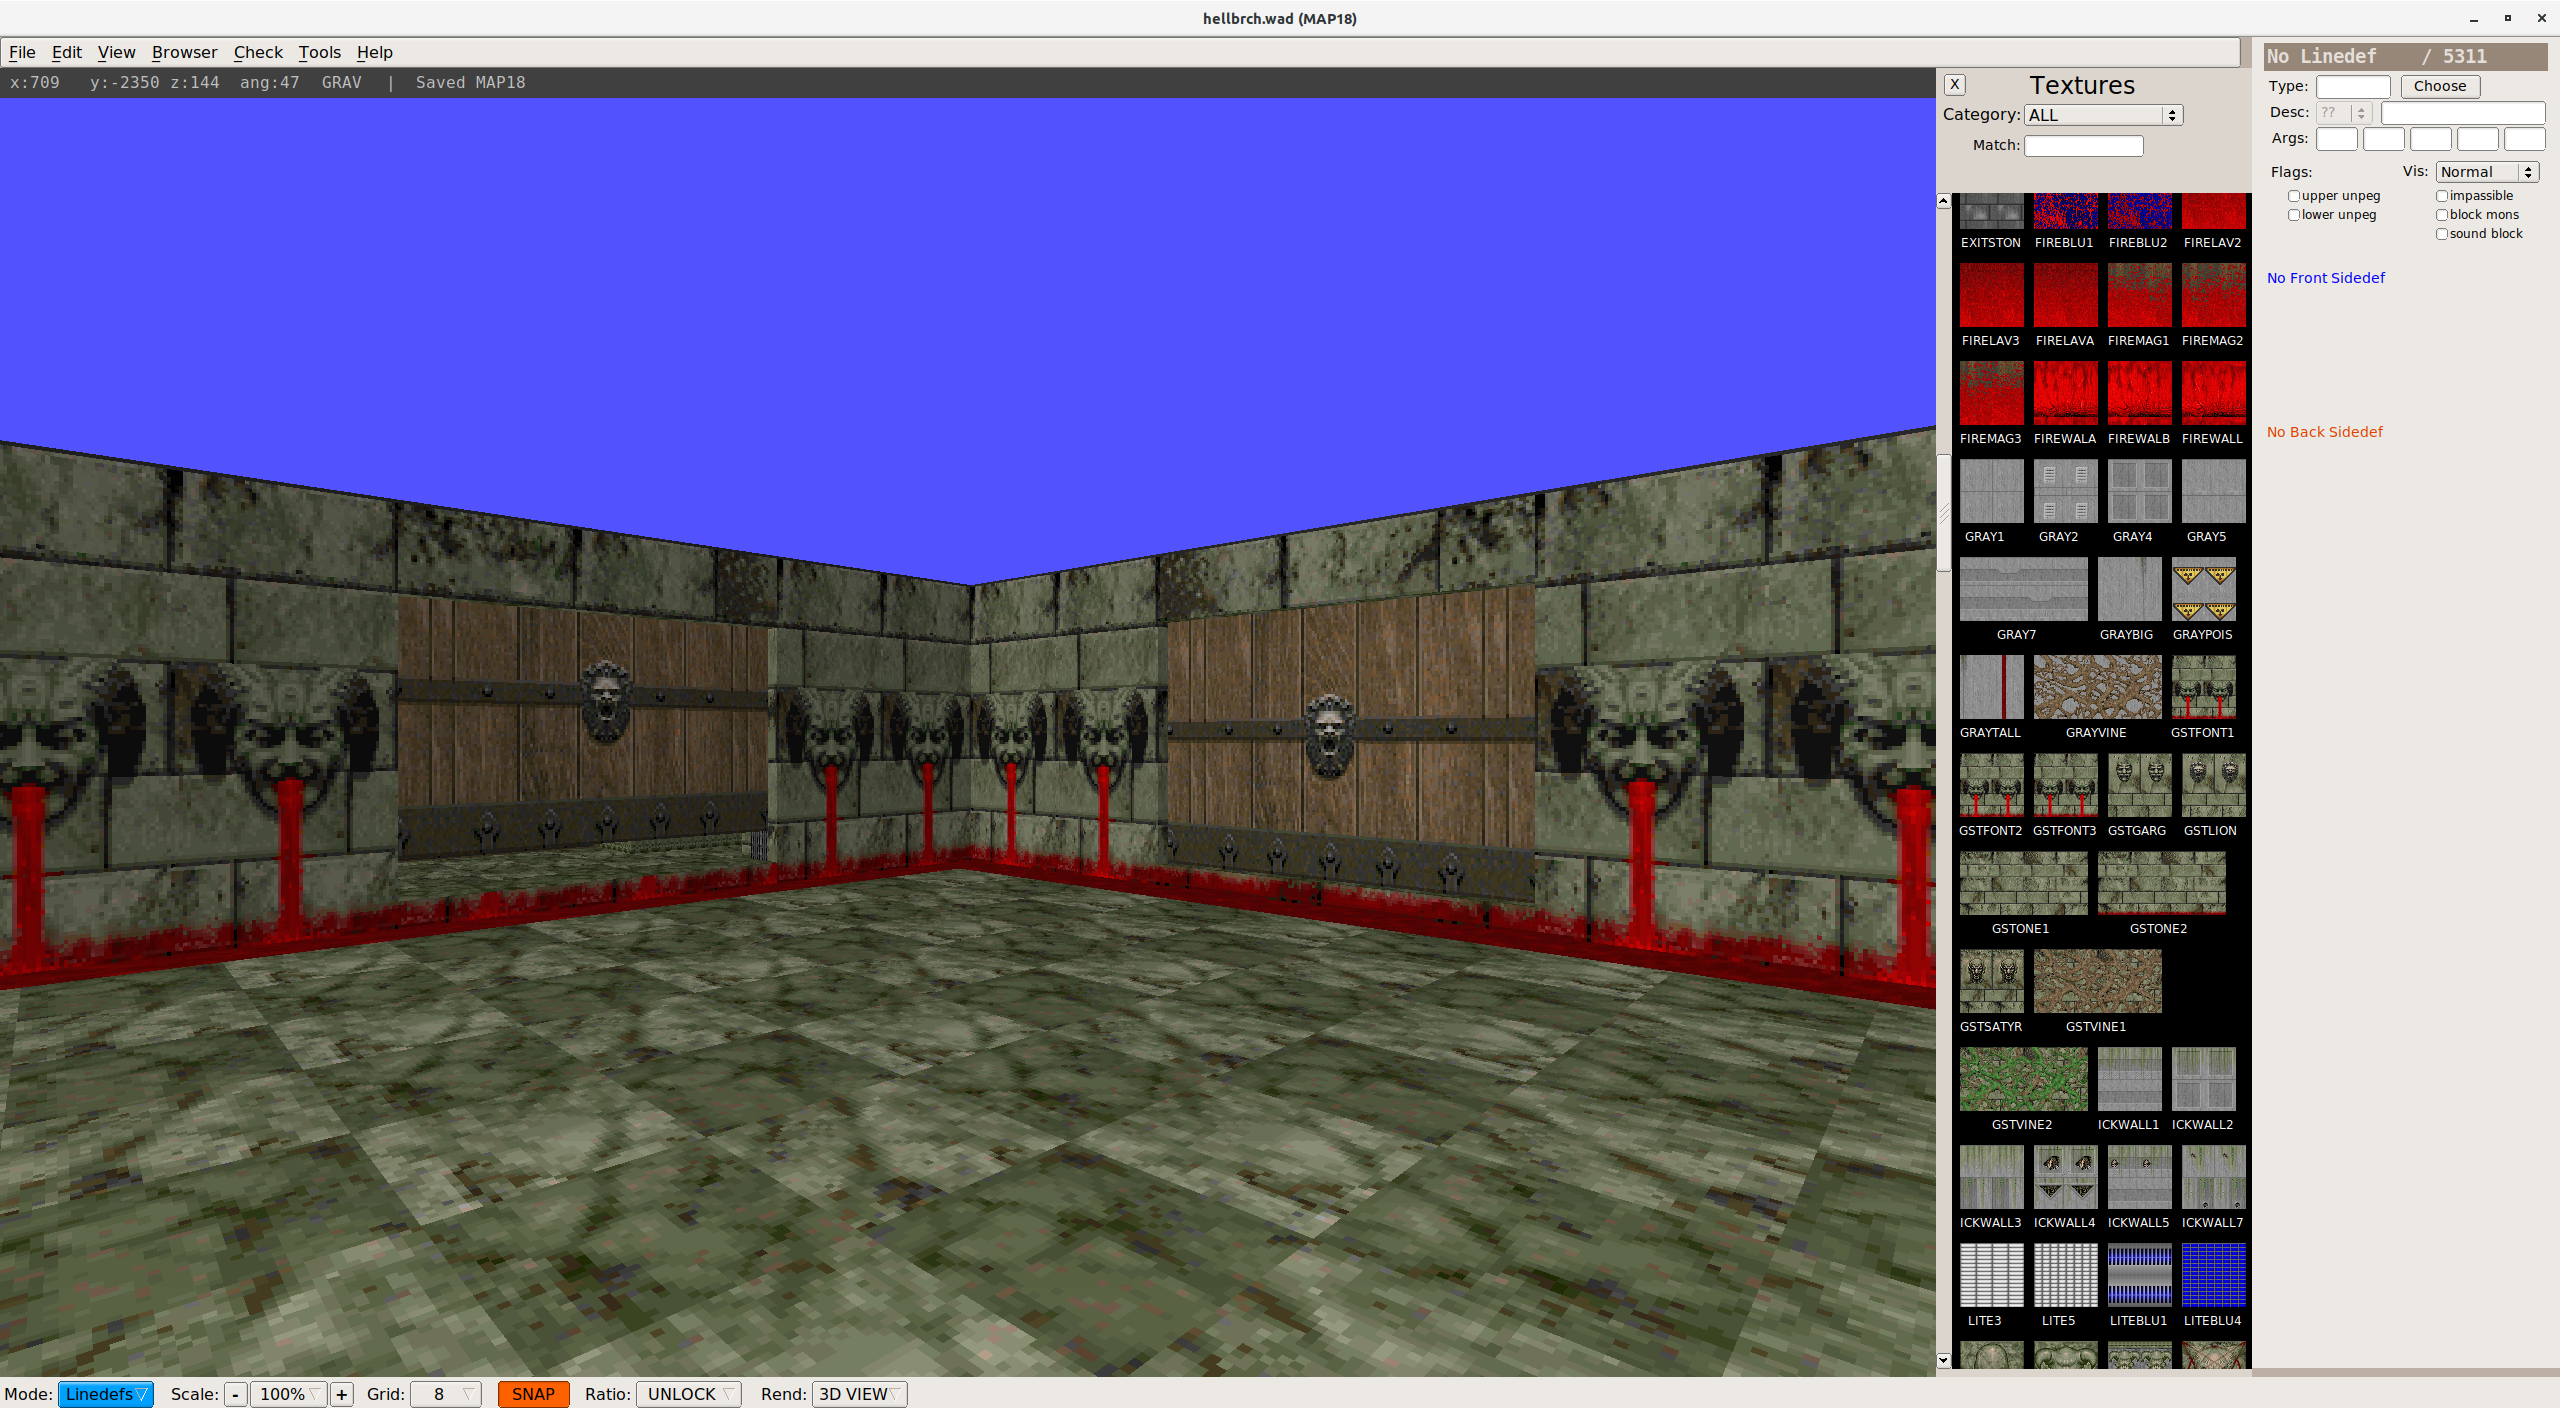 hellbrch.wad (MAP18)
File Edit View Browser Check Tools Help
x:709 y:-2350 z:144 ang:47 GRAV | Saved MAP18
X Textures
Category: ALL
Match:
EXITSTON FIREBLU1 FIREBLU2 FIRELAV2
FIRELAV3 FIRELAVA FIREMAG1 FIREMAG2
FIREMAG3 FIREWALA FIREWALB FIREWALL
GRAY1 GRAY2 GRAY4 GRAY5
GRAY7 GRAYBIG GRAYPOIS
GRAYTALL GRAYVINE GSTFONT1
GSTFONT2 GSTFONT3 GSTGARG GSTLION
GSTONE1 GSTONE2
GSTSATYR GSTVINE1
GSTVINE2 ICKWALL1 ICKWALL2
ICKWALL3 ICKWALL4 ICKWALL5 ICKWALL7
LITE3 LITE5 LITEBLU1 LITEBLU4
No Linedef / 5311
Type: Choose
Desc: ??
Args:
Flags: Vis: Normal
upper unpeg impassible
lower unpeg block mons
sound block
No Front Sidedef
No Back Sidedef
Mode: Linedefs Scale: - 100% + Grid: 8 SNAP Ratio: UNLOCK Rend: 3D VIEW